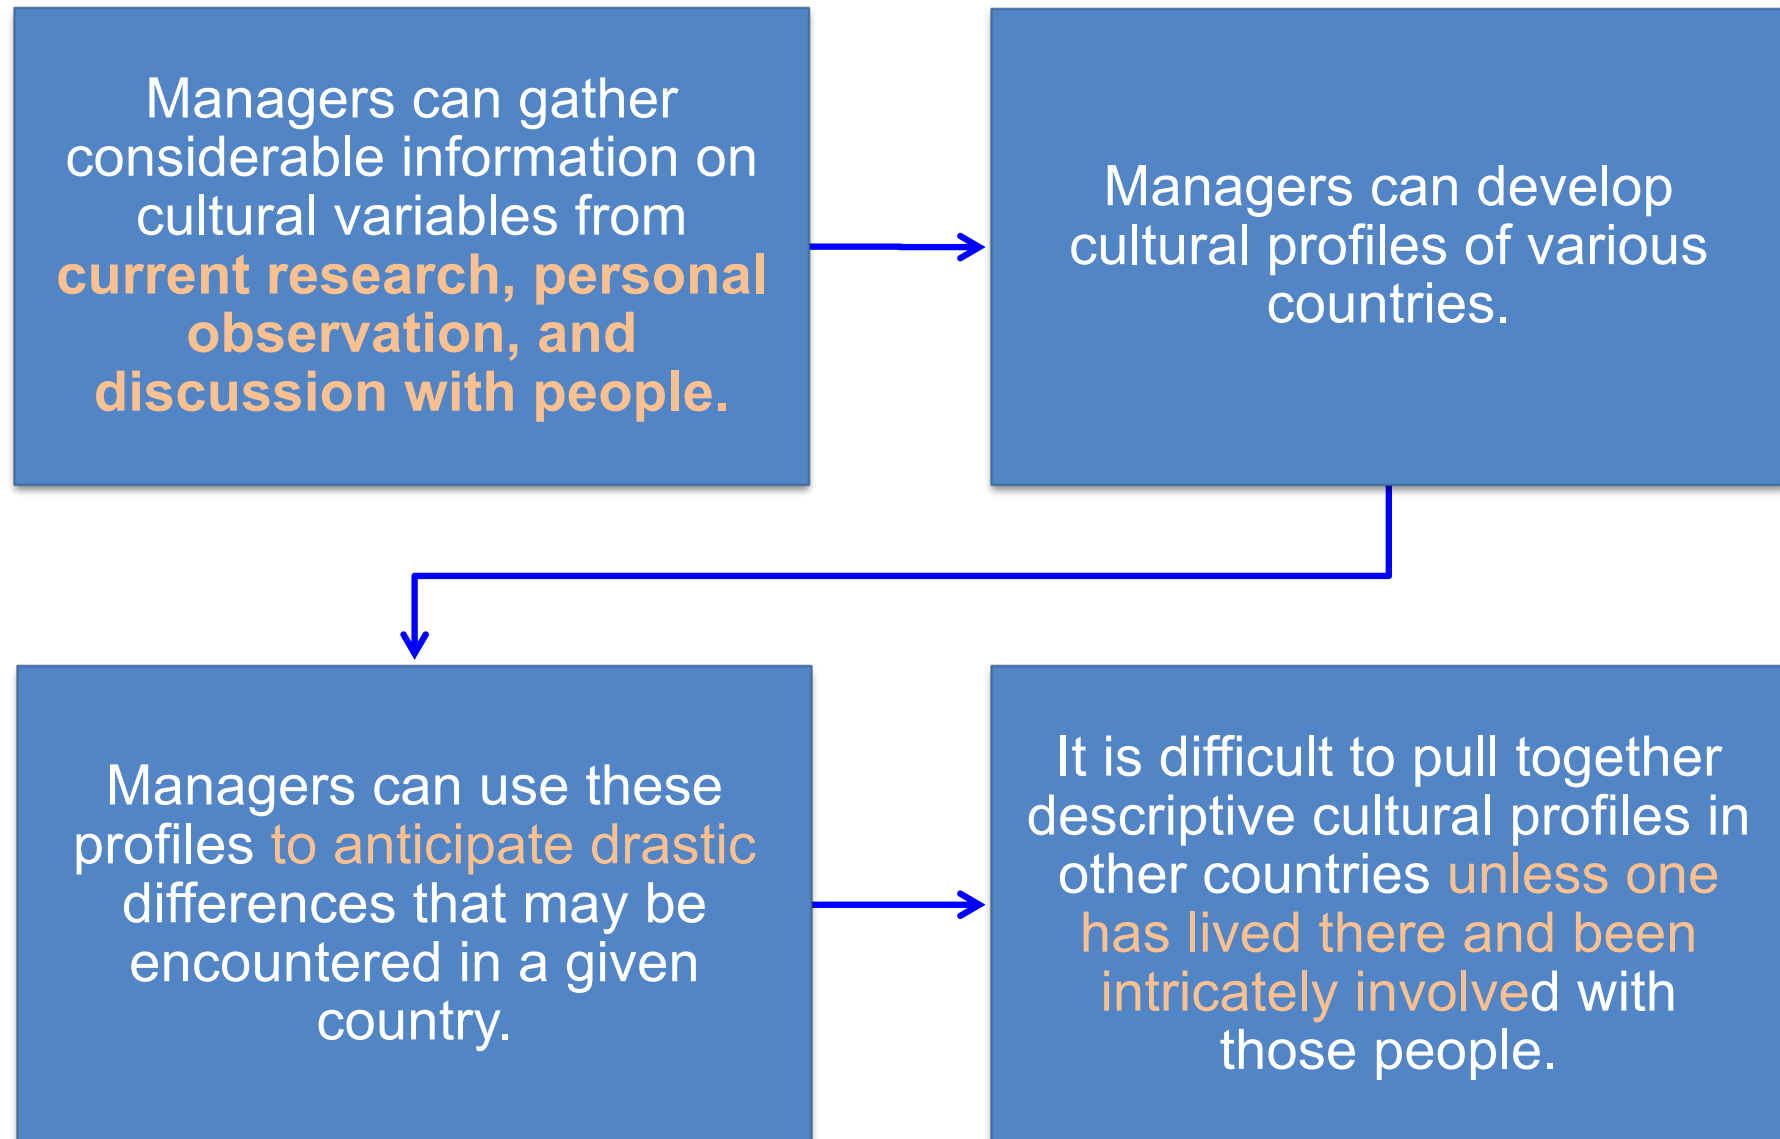 Managers can gather
considerable information on
cultural variables from
current research, personal
observation, and
discussion with people.
Managers can develop
cultural profiles of various
countries.
Managers can use these
profiles to anticipate drastic
differences that may be
encountered in a given
country.
It is difficult to pull together
descriptive cultural profiles in
other countries unless one
has lived there and been
intricately involved with
those people.